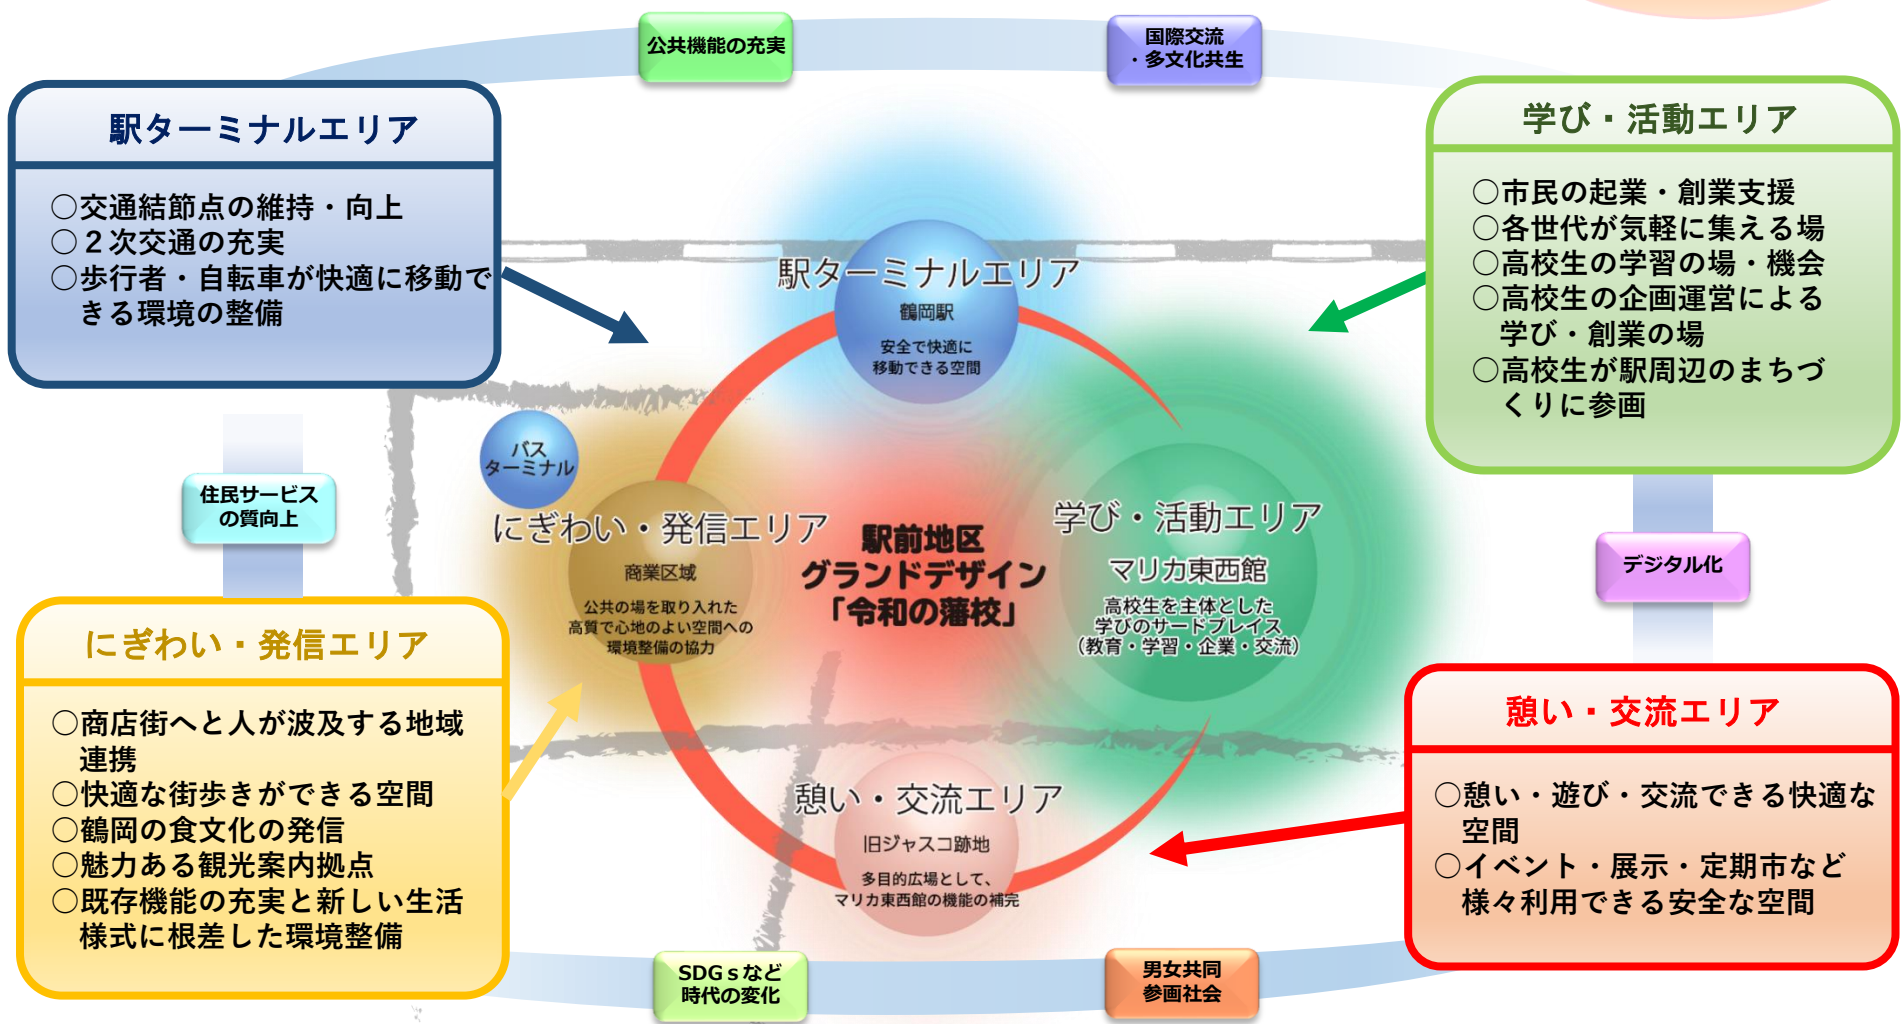 公共機能の充実
国際交流
・多文化共生
駅ターミナルエリア
○交通結節点の維持・向上
○２次交通の充実
○歩行者・自転車が快適に移動で
きる環境の整備
学び・活動エリア
○市民の起業・創業支援
○各世代が気軽に集える場
○高校生の学習の場・機会
○高校生の企画運営による
学び・創業の場
○高校生が駅周辺のまちづ
くりに参画
駅ターミナルエリア
鶴岡駅
安全で快適に
移動できる空間
バス
ターミナル
住民サービス
の質向上
にぎわい・発信エリア
商業区域
公共の場を取り入れた
高質で心地のよい空間への
環境整備の協力
駅前地区
グランドデザイン
「令和の藩校」
学び・活動エリア
マリカ東西館
高校生を主体とした
学びのサードプレイス
（教育・学習・企業・交流）
デジタル化
にぎわい・発信エリア
○商店街へと人が波及する地域
連携
○快適な街歩きができる空間
○鶴岡の食文化の発信
○魅力ある観光案内拠点
○既存機能の充実と新しい生活
様式に根差した環境整備
憩い・交流エリア
旧ジャスコ跡地
多目的広場として、
マリカ東西館の機能の補完
憩い・交流エリア
○憩い・遊び・交流できる快適な
空間
○イベント・展示・定期市など
様々利用できる安全な空間
SDGｓなど
時代の変化
男女共同
参画社会